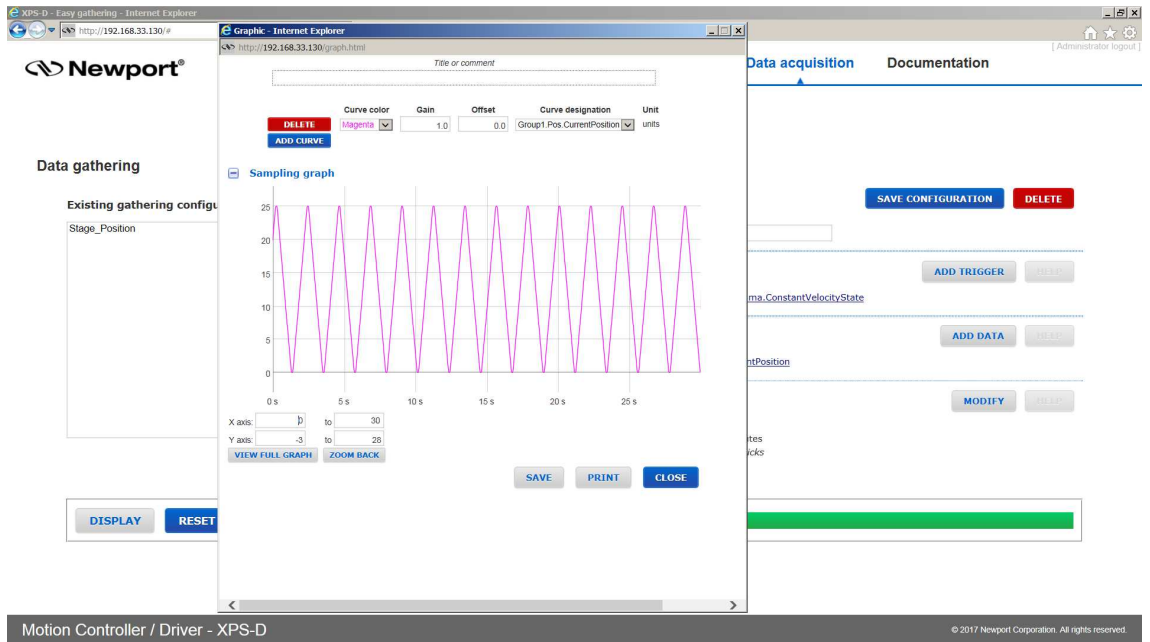 XPS-D - Easy gathering - Internet Explorer
http://192.168.33.130/#
[ Administrator logout ]
Newport®
Data acquisition
Documentation
Graphic - Internet Explorer
http://192.168.33.130/graph.html
Title or comment
Curve color Gain Offset Curve designation Unit
DELETE Magenta 1.0 0.0 Group1.Pos.CurrentPosition units
ADD CURVE
Data gathering
Sampling graph
Existing gathering configu
SAVE CONFIGURATION DELETE
Stage_Position
25
20
15
10
5
0
0 s 5 s 10 s 15 s 20 s 25 s
X axis: 0 to 30
Y axis: -3 to 28
VIEW FULL GRAPH ZOOM BACK
SAVE PRINT CLOSE
ADD TRIGGER HELP
ma.ConstantVelocityState
ADD DATA HELP
ntPosition
MODIFY HELP
tes
icks
DISPLAY RESET
Motion Controller / Driver - XPS-D
© 2017 Newport Corporation. All rights reserved.